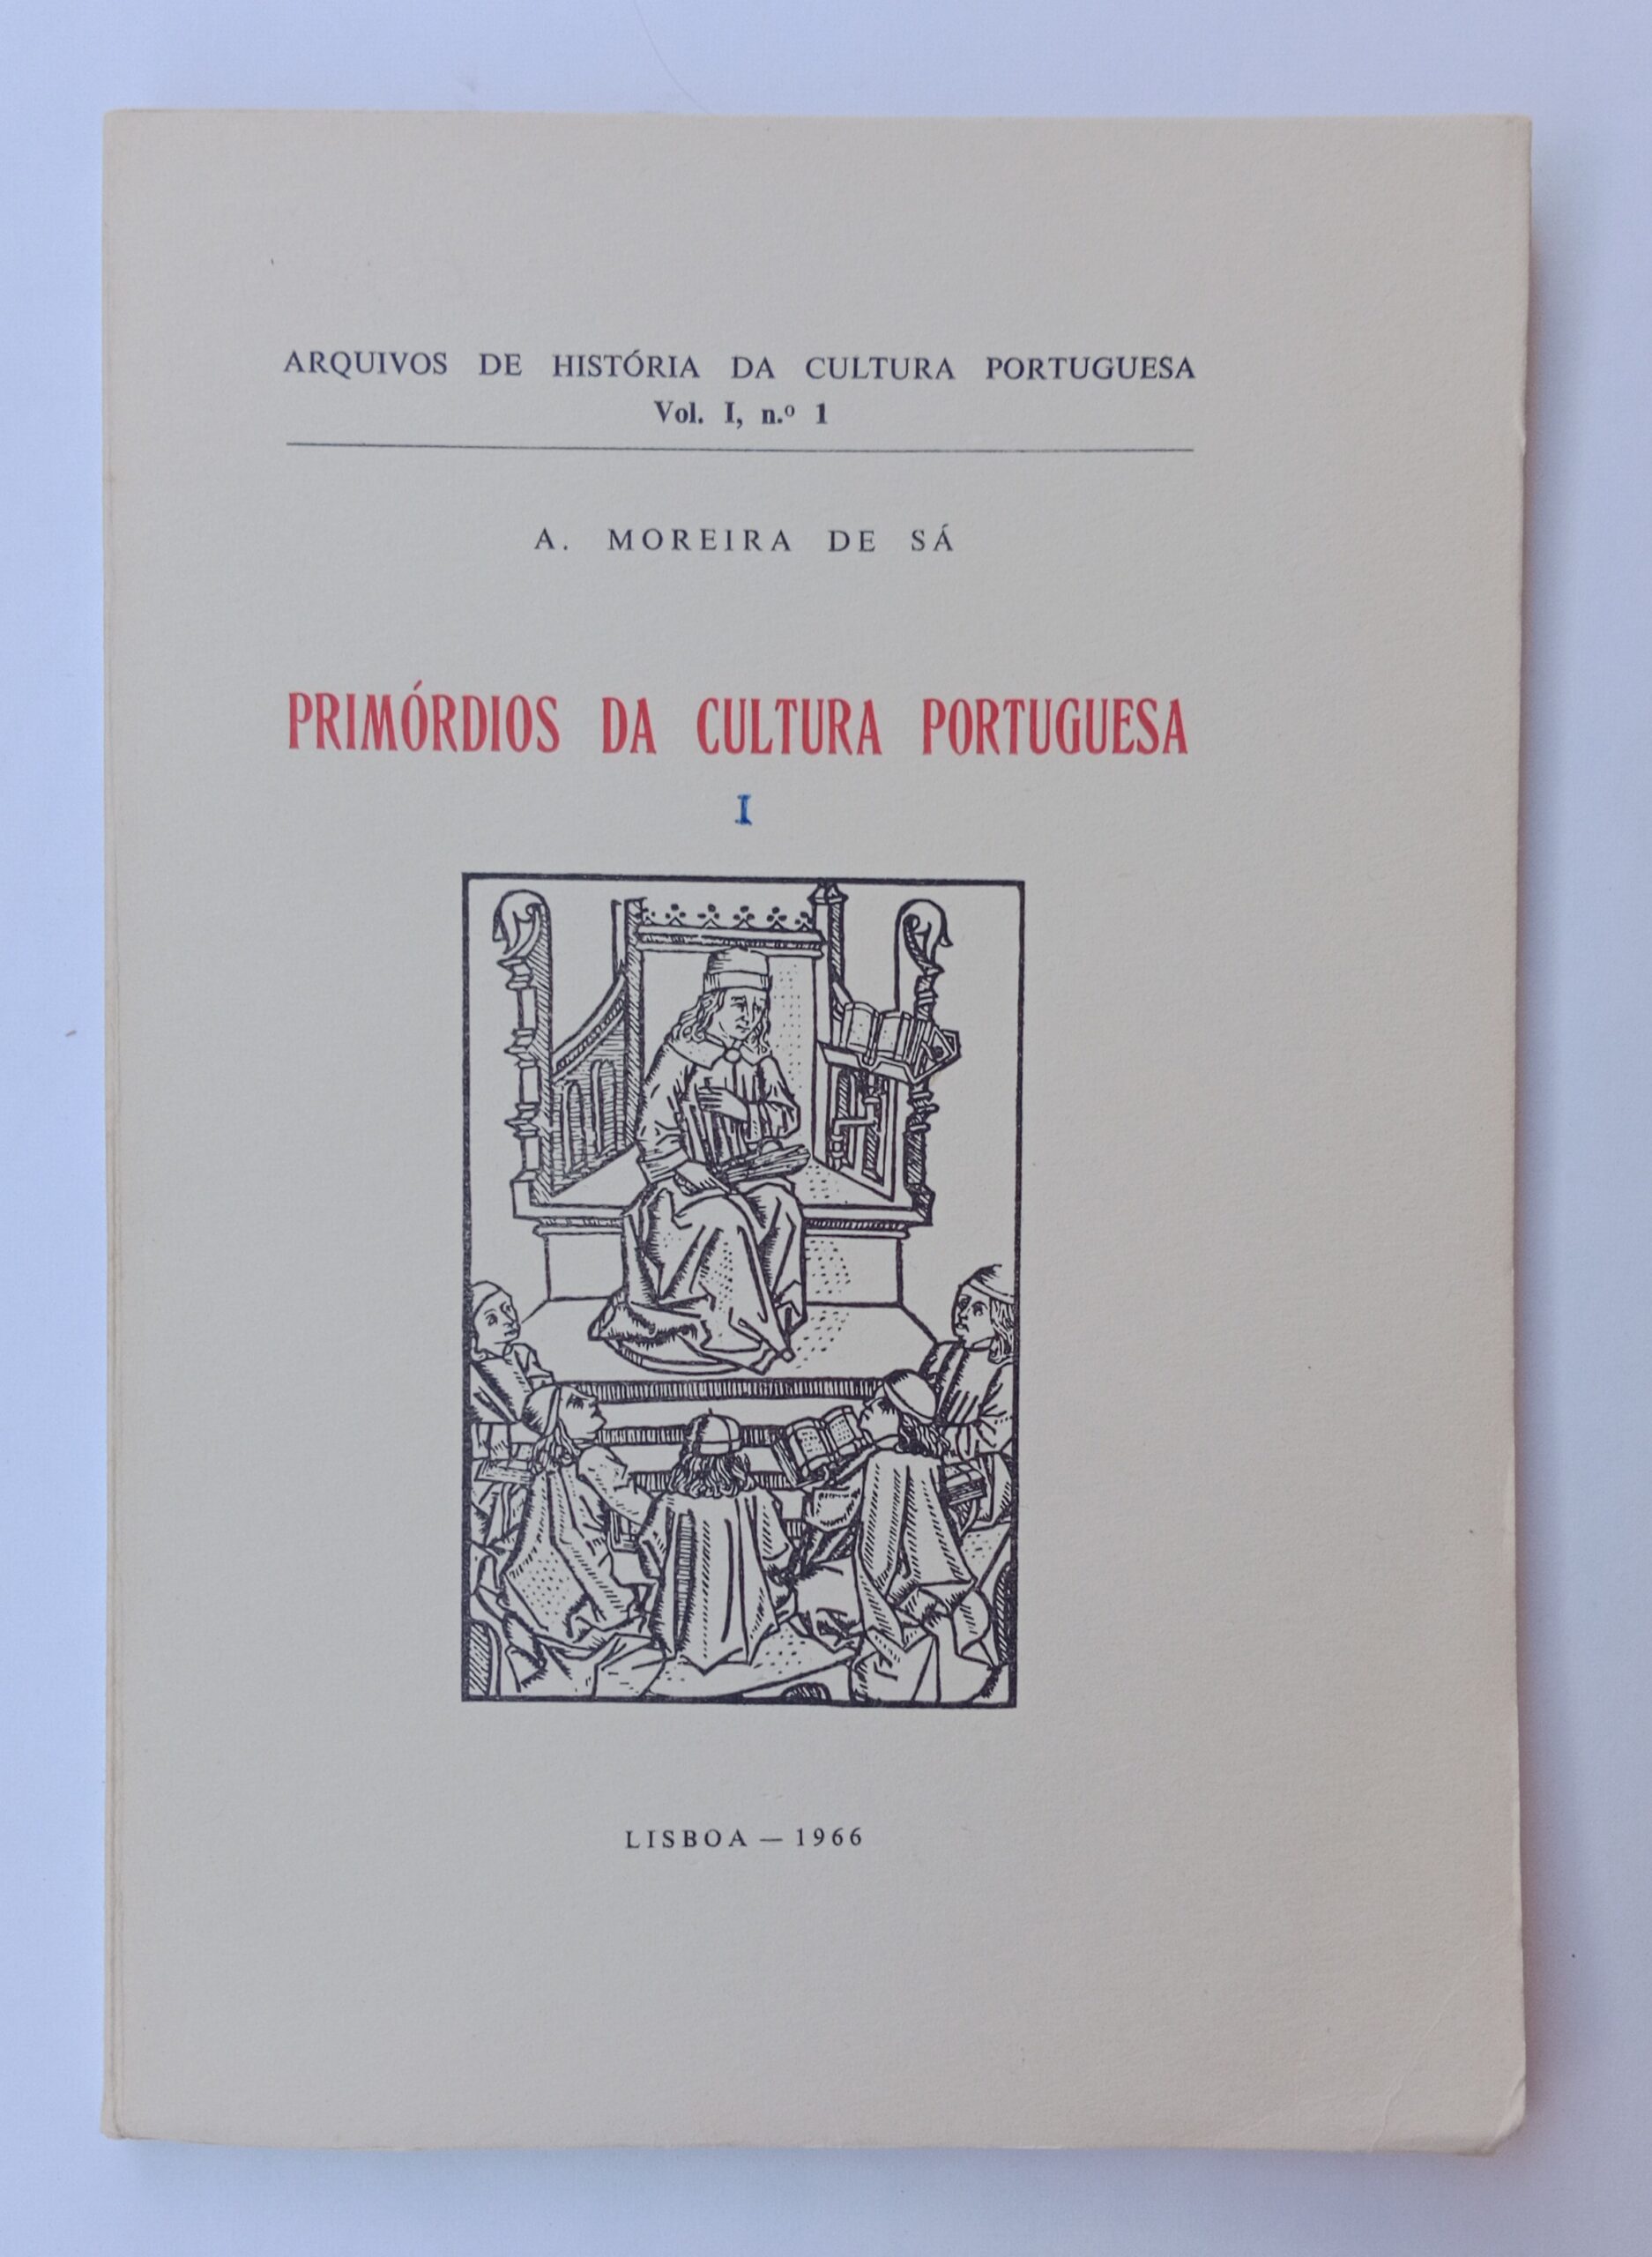 ARQUIVOS DE HISTÓRIA DA CULTURA PORTUGUESA
Vol. I, n.º 1
A. MOREIRA DE SÁ
PRIMÓRDIOS DA CULTURA PORTUGUESA
I
LISBOA — 1966